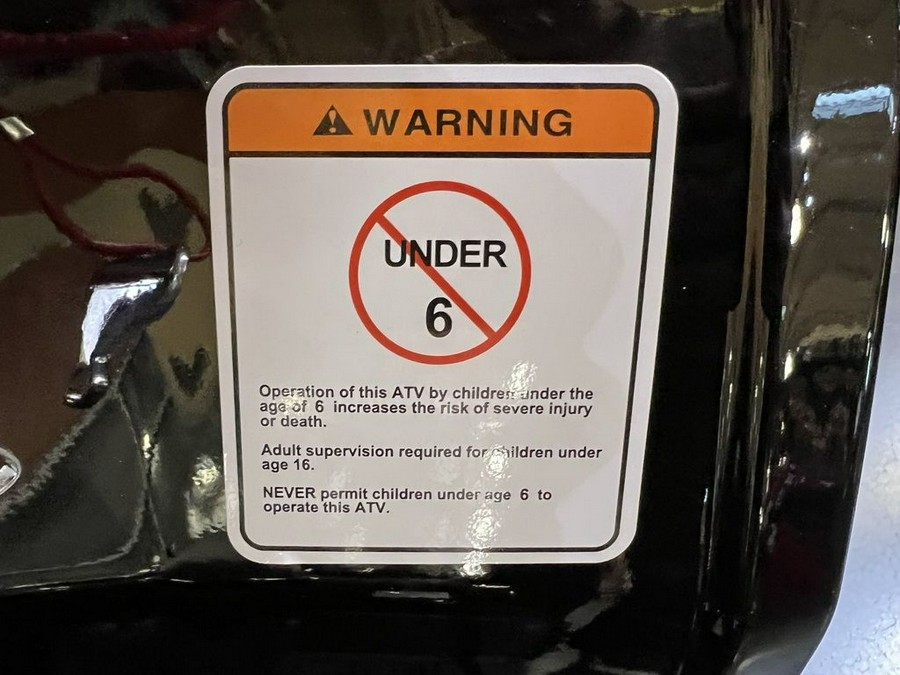 WARNING
UNDER
6
Operation of this ATV by children under the
age of 6 increases the risk of severe injury
or death.
Adult supervision required for children under
age 16.
NEVER permit children under age 6 to
operate this ATV.